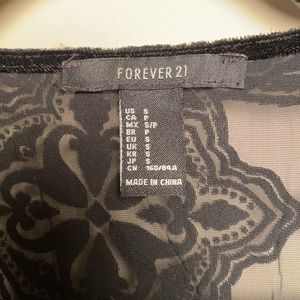 FOREVER 21
US S
CA P
MX S/P
BR P
EU S
UK S
KR S
JP S
CN 160/84A
MADE IN CHINA